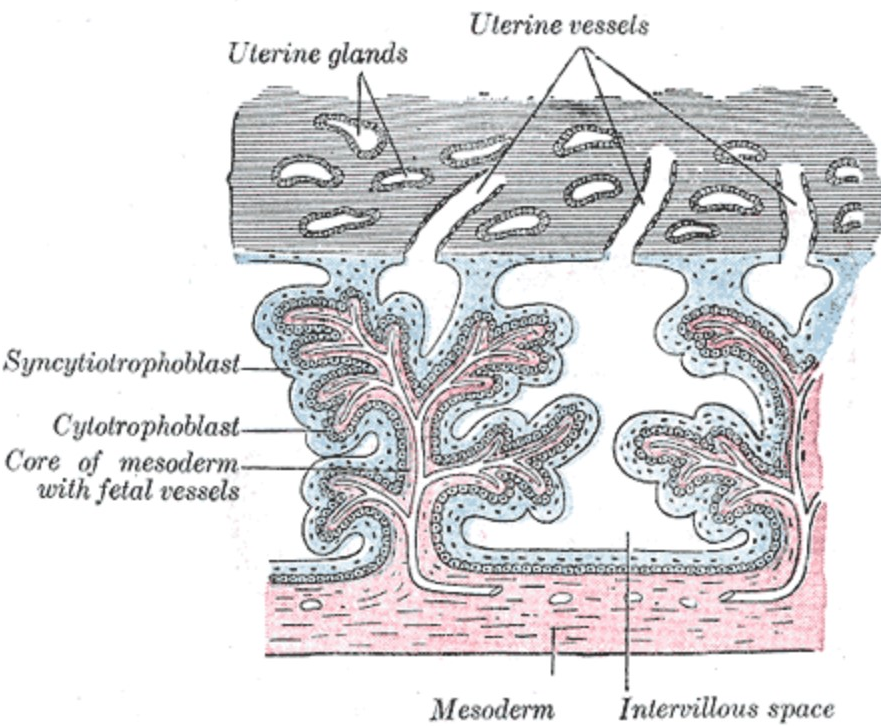 Uterine vessels
Uterine glands
Syncytiotrophoblast
Cytotrophoblast
Core of mesoderm
with fetal vessels
Mesoderm
Intervillous space